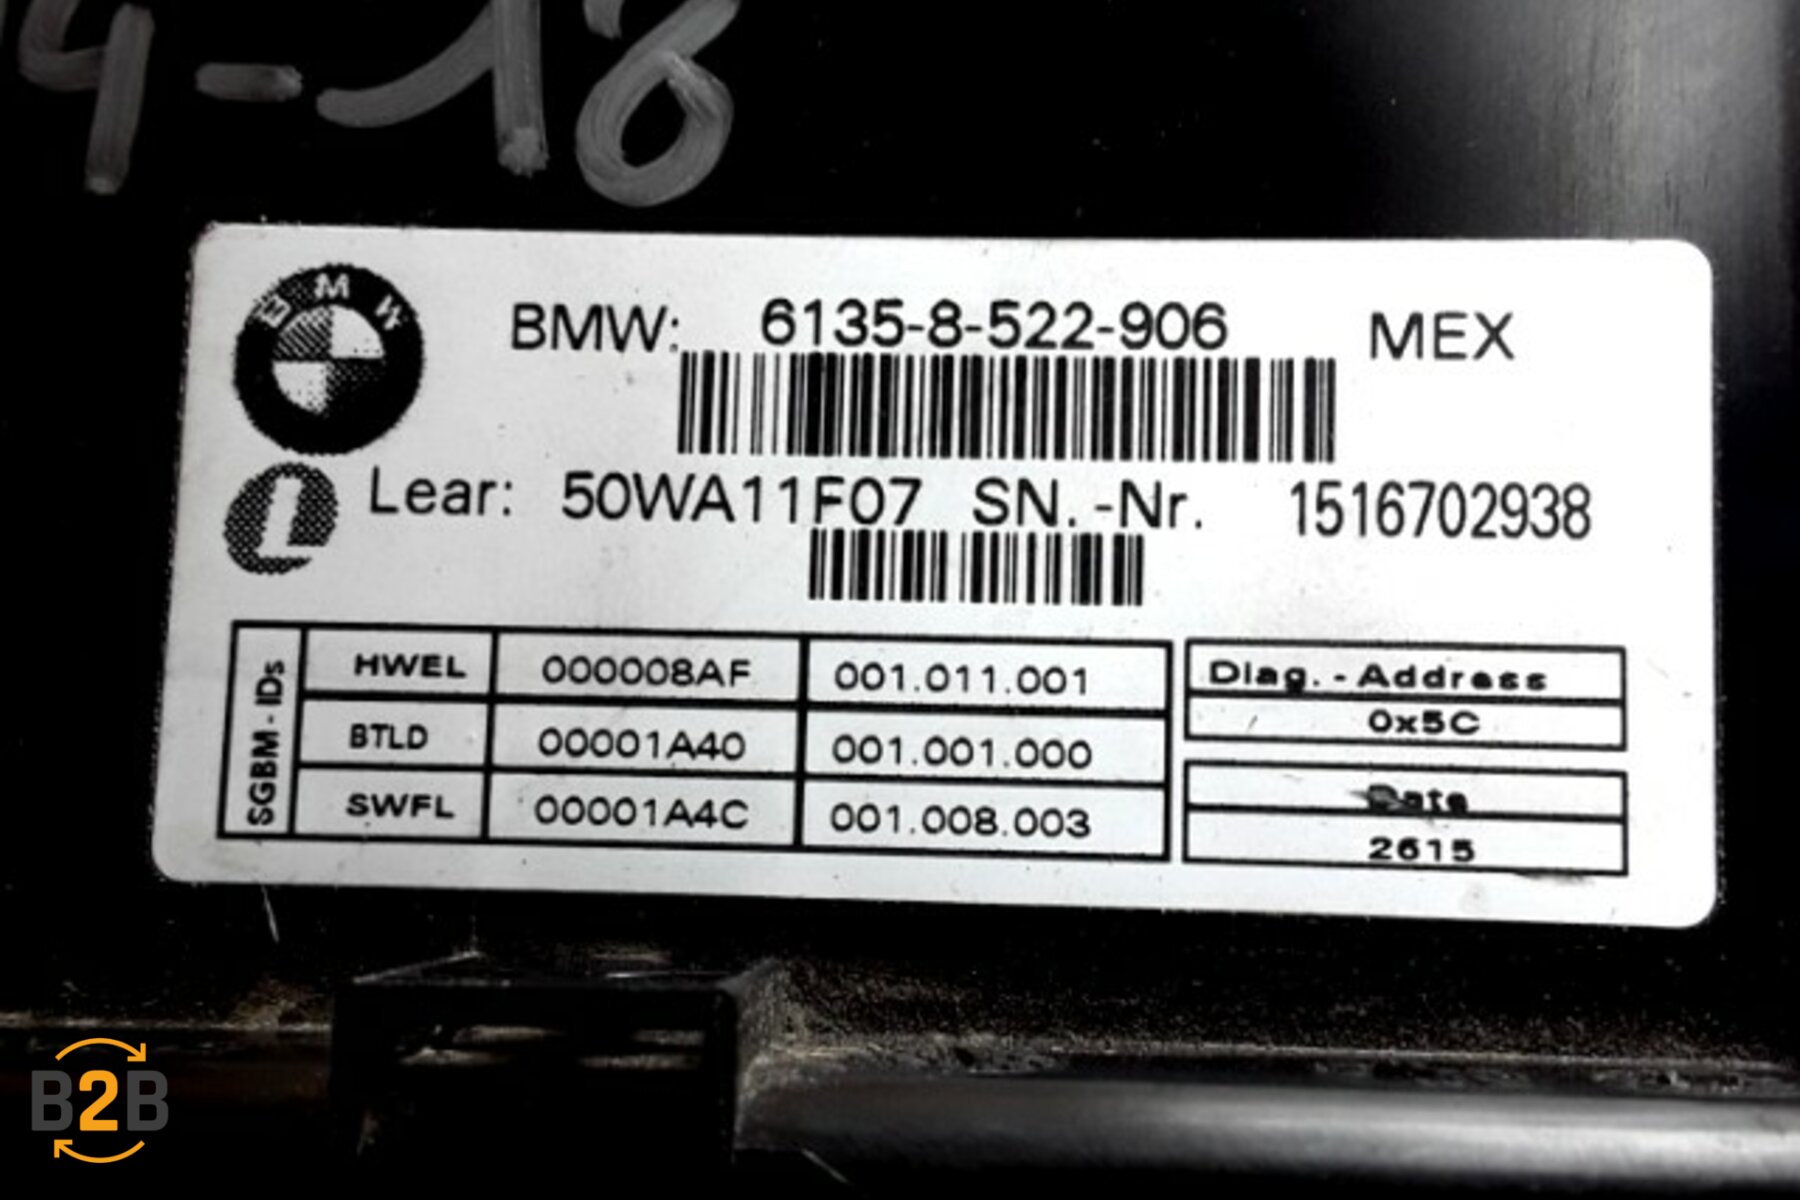 4-18
BMW
BMW: 6135-8-522-906 MEX
L Lear: 50WA11F07 SN.-Nr. 1516702938
SGBM-IDs
HWEL 000008AF 001.011.001
BTLD 00001A40 001.001.000
SWFL 00001A4C 001.008.003
Diag.-Address
0x5C
Date
2615
B2B